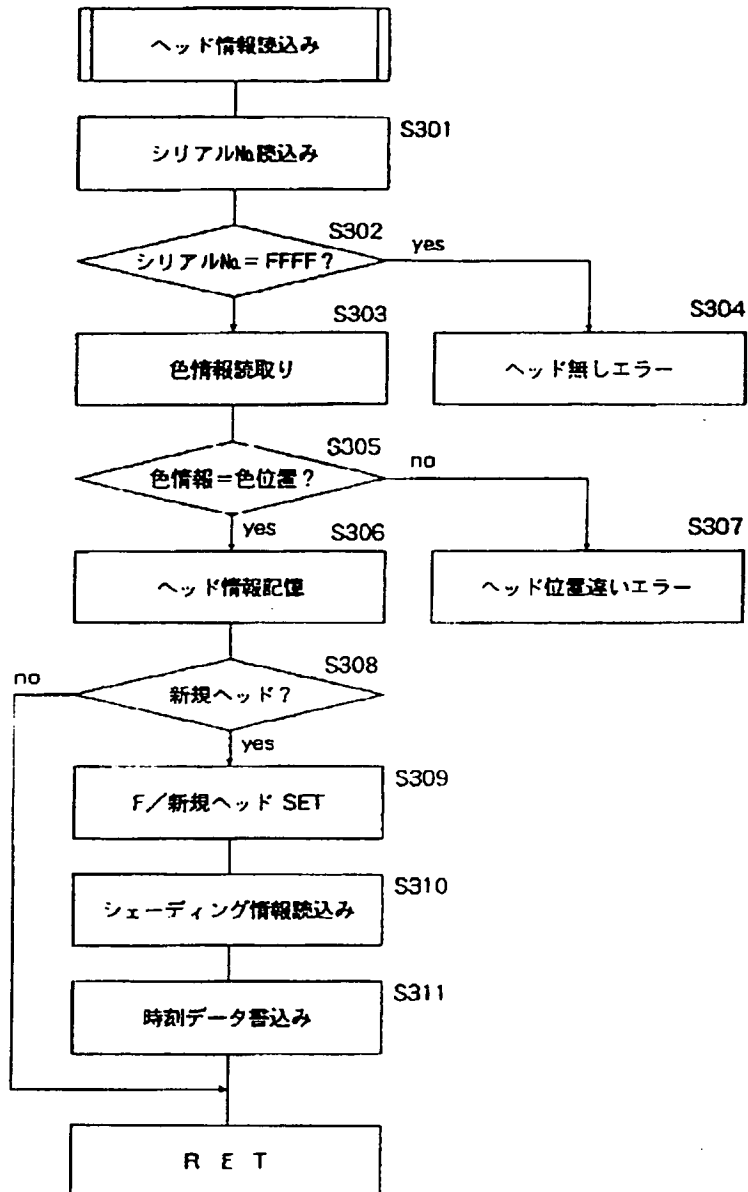 ヘッド情報読込み
S301
シリアル№読込み
S302
シリアル№=FFFF?
yes
S303
色情報読取り
S304
ヘッド無しエラー
S305
色情報=色位置?
no
yes
S306
ヘッド情報記憶
S307
ヘッド位置違いエラー
S308
新規ヘッド?
no
yes
S309
F/新規ヘッド SET
S310
シェーディング情報読込み
S311
時刻データ書込み
R E T